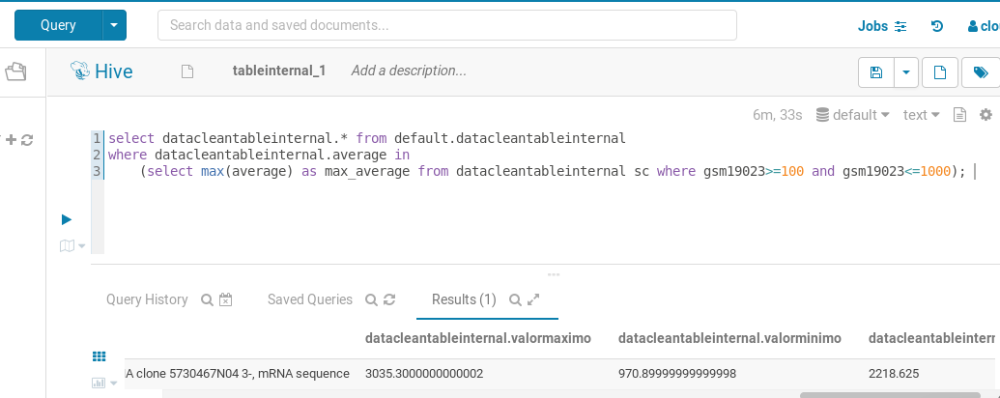 Query
Search data and saved documents...
Jobs
clo
Hive
tableinternal_1
Add a description...
6m, 33s
default
text
1 select datacleantableinternal.* from default.datacleantableinternal
2 where datacleantableinternal.average in
3 (select max(average) as max_average from datacleantableinternal sc where gsm19023>=100 and gsm19023<=1000);
Query History
Saved Queries
Results (1)
datacleantableinternal.valormaximo datacleantableinternal.valorminimo datacleantableintern
A clone 5730467N04 3-, mRNA sequence 3035.3000000000002 970.89999999999998 2218.625